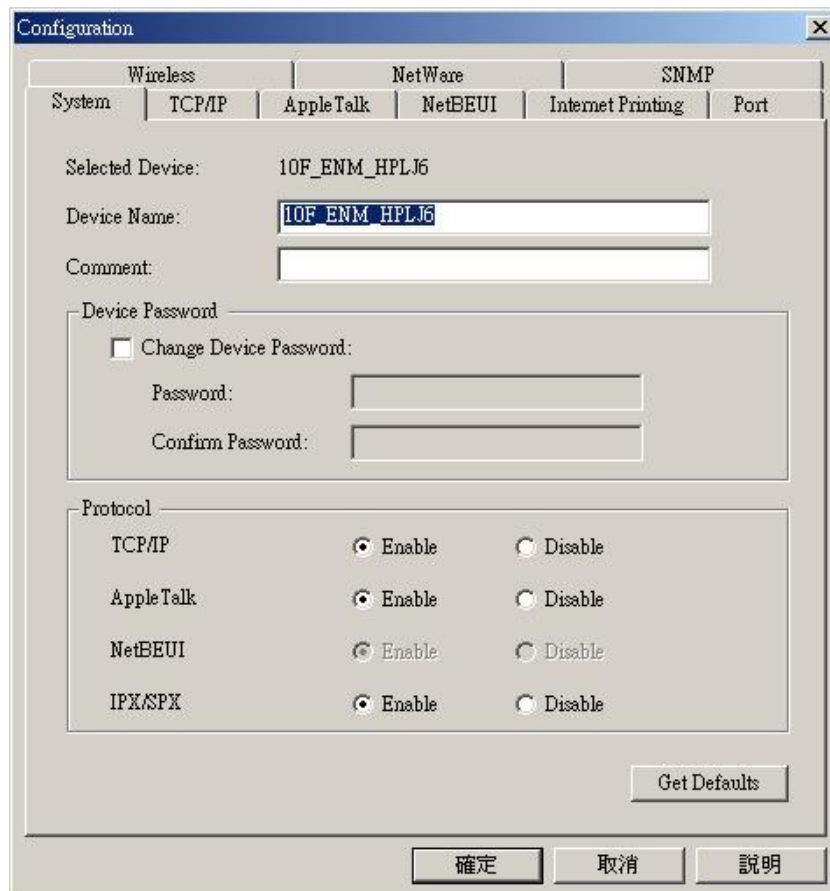 Configuration
Wireless NetWare SNMP
System TCP/IP AppleTalk NetBEUI Internet Printing Port
Selected Device: 10F_ENM_HPLJ6
Device Name: 10F_ENM_HPLJ6
Comment:
Device Password
Change Device Password:
Password:
Confirm Password:
Protocol
TCP/IP Enable Disable
AppleTalk Enable Disable
NetBEUI Enable Disable
IPX/SPX Enable Disable
Get Defaults
確定 取消 說明